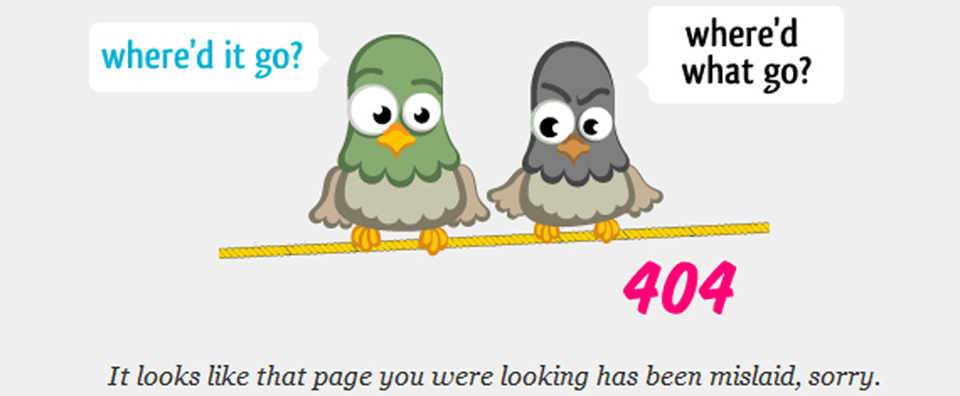 where'd it go?
where'd
what go?
404
It looks like that page you were looking has been mislaid, sorry.